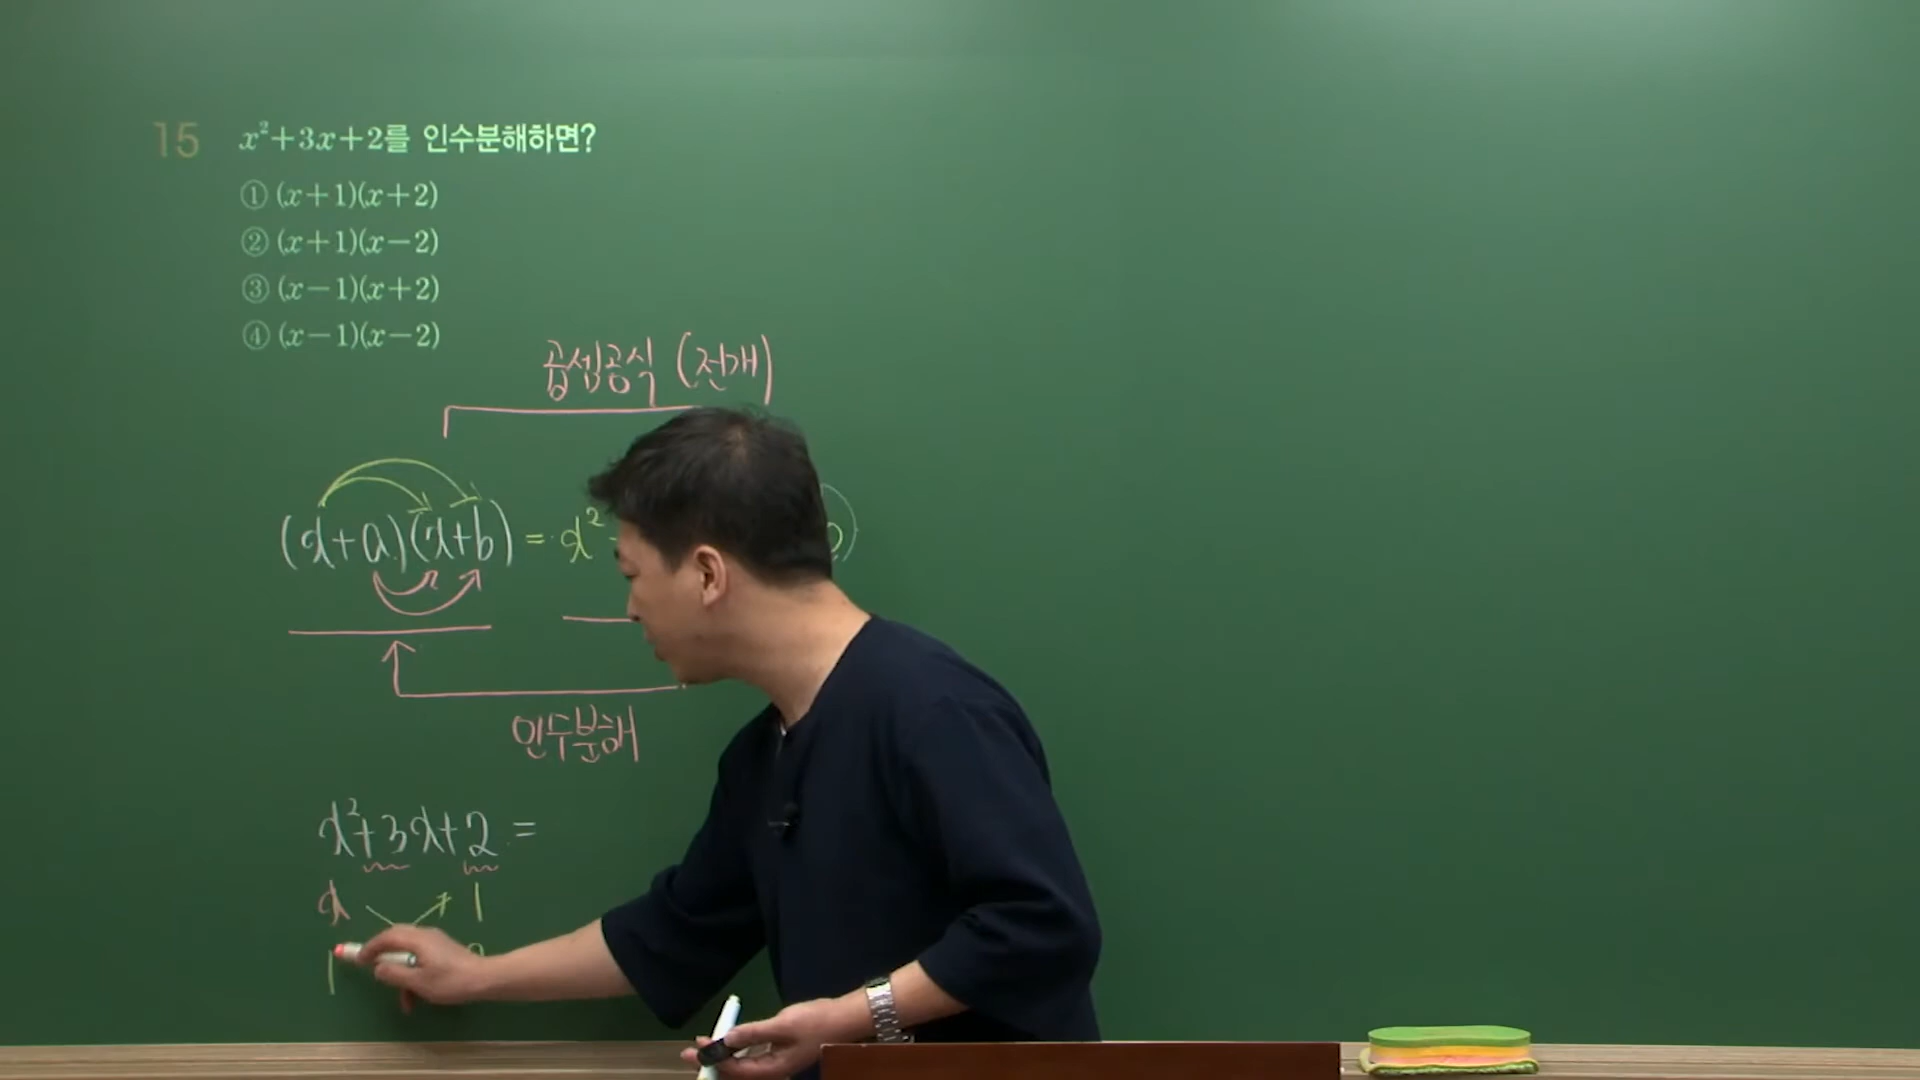 15 x²+3x+2를 인수분해하면?
① (x+1)(x+2)
② (x+1)(x−2)
③ (x−1)(x+2)
④ (x−1)(x−2)
곱셈공식 (전개)
(x+a)(x+b) = x²
인수분해
x²+3x+2 =
x 1